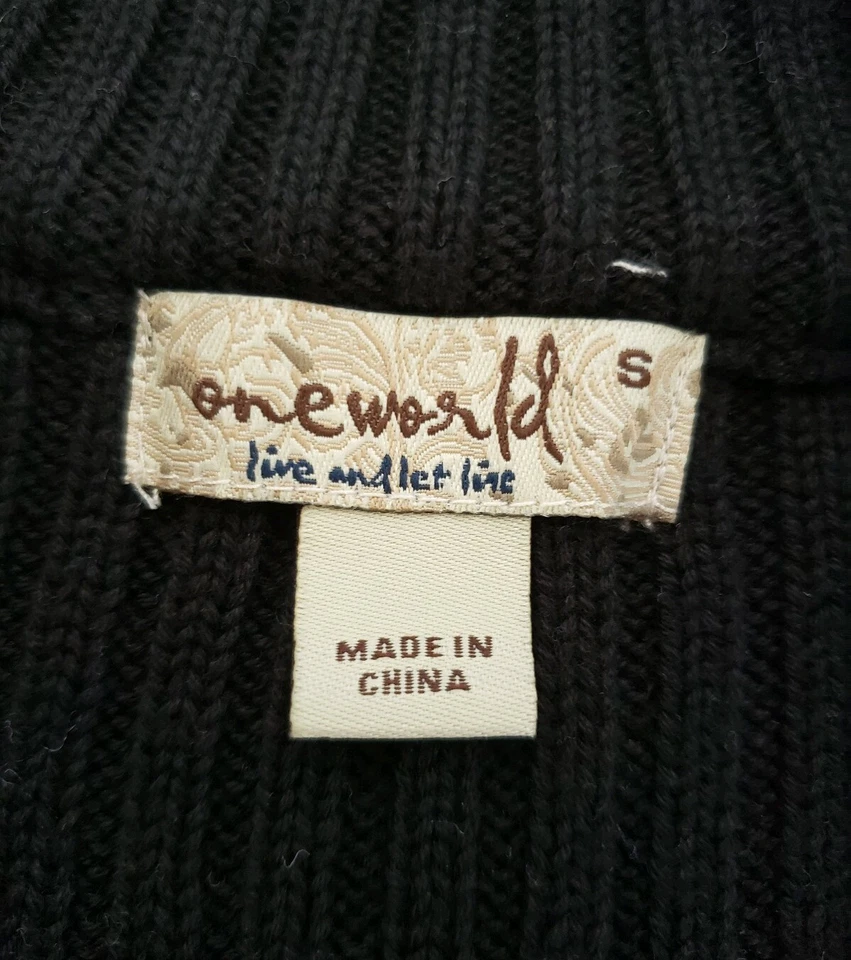 oneworld S
live and let live
MADE IN
CHINA